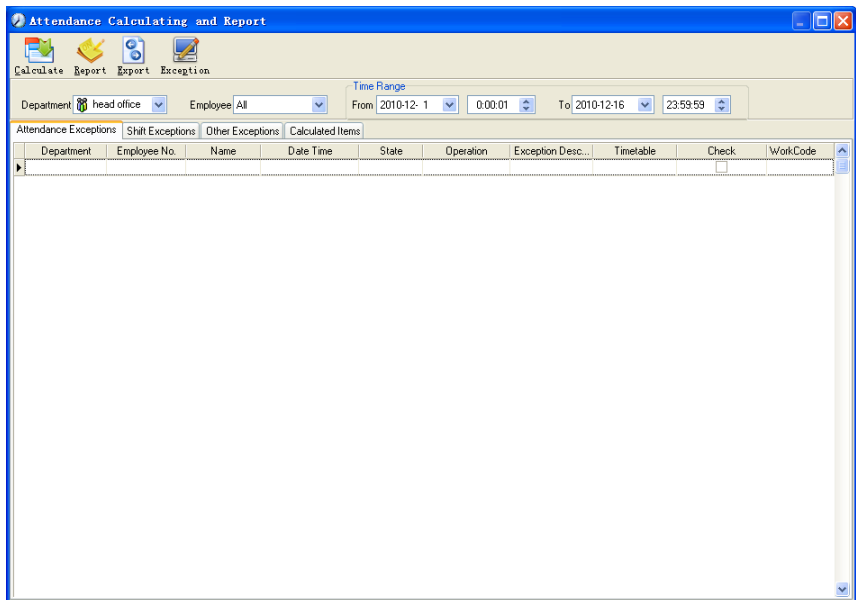 Attendance Calculating and Report
Calculate Report Export Exception
Time Range
Department head office Employee All From 2010-12- 1 0:00:01 To 2010-12-16 23:59:59
Attendance Exceptions Shift Exceptions Other Exceptions Calculated Items
Department Employee No. Name Date Time State Operation Exception Desc... Timetable Check WorkCode